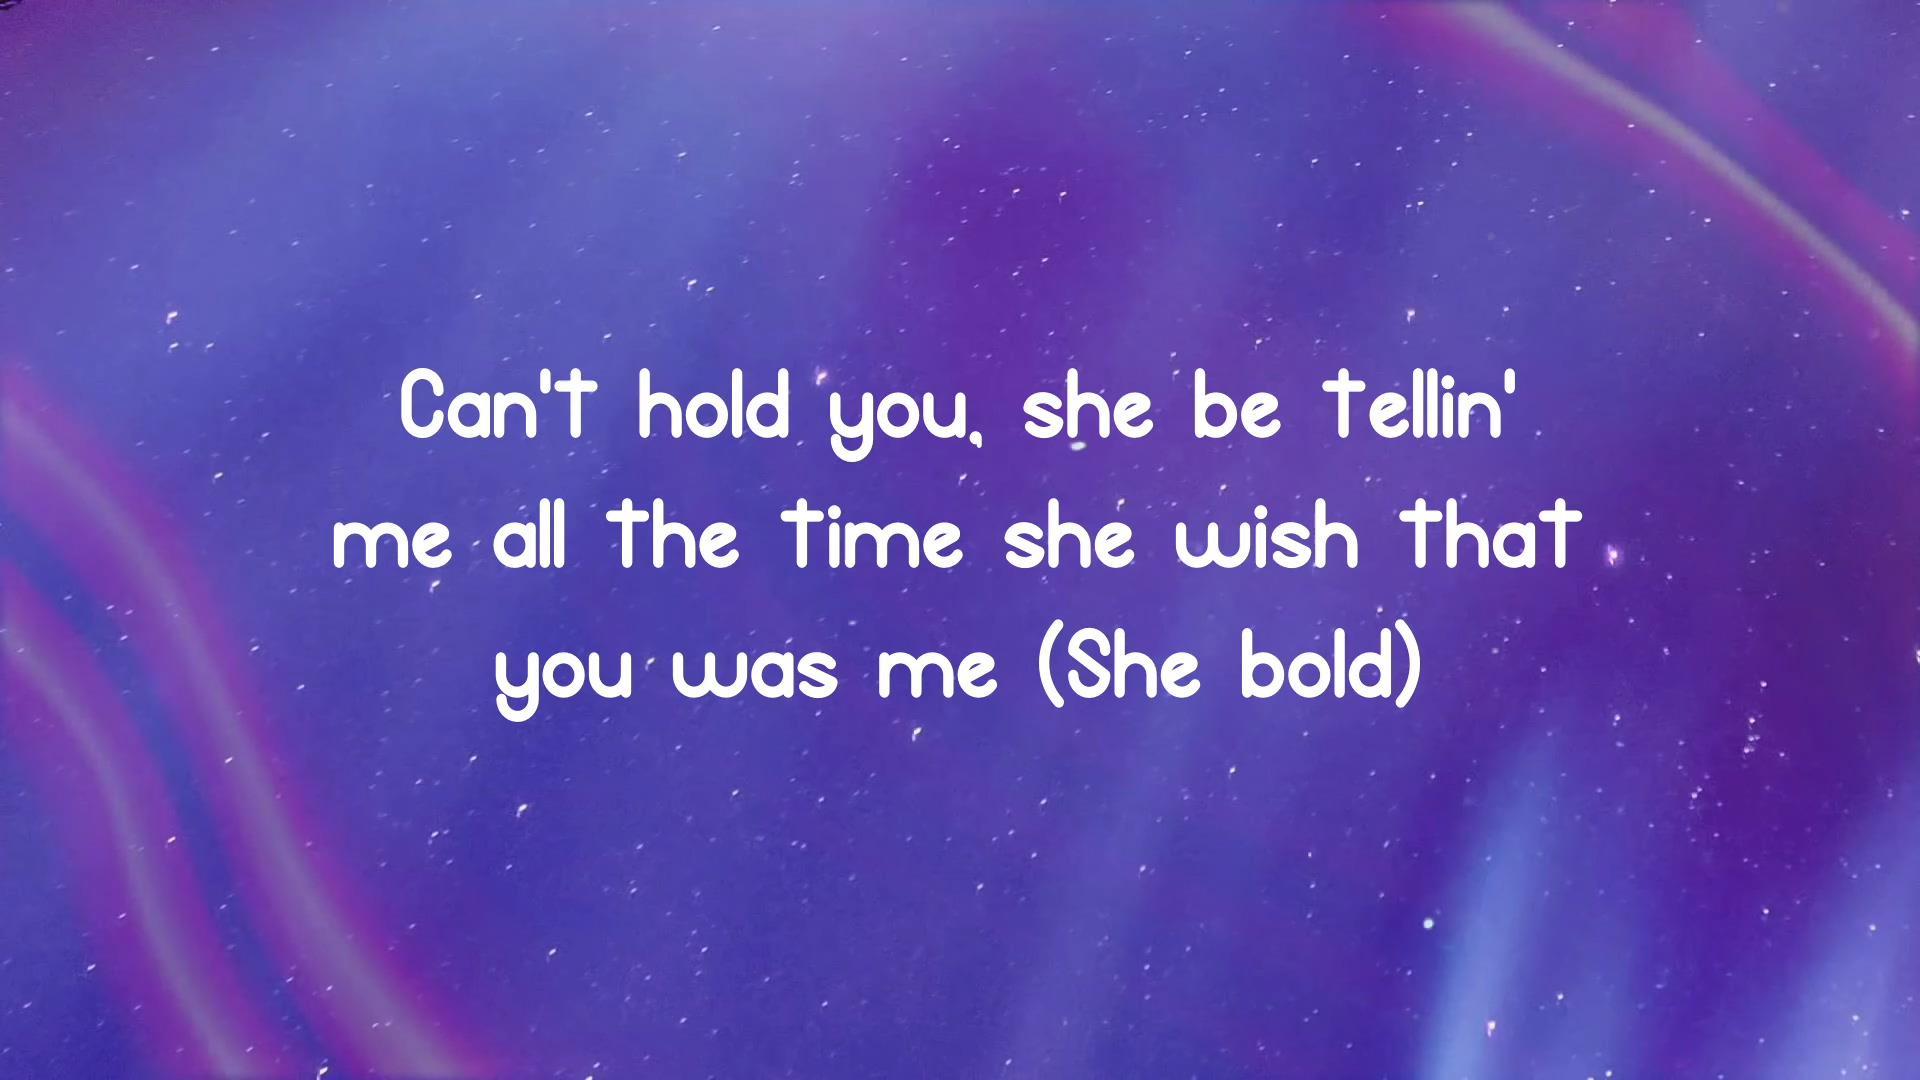 Can't hold you, she be tellin'
me all the time she wish that
you was me (She bold)